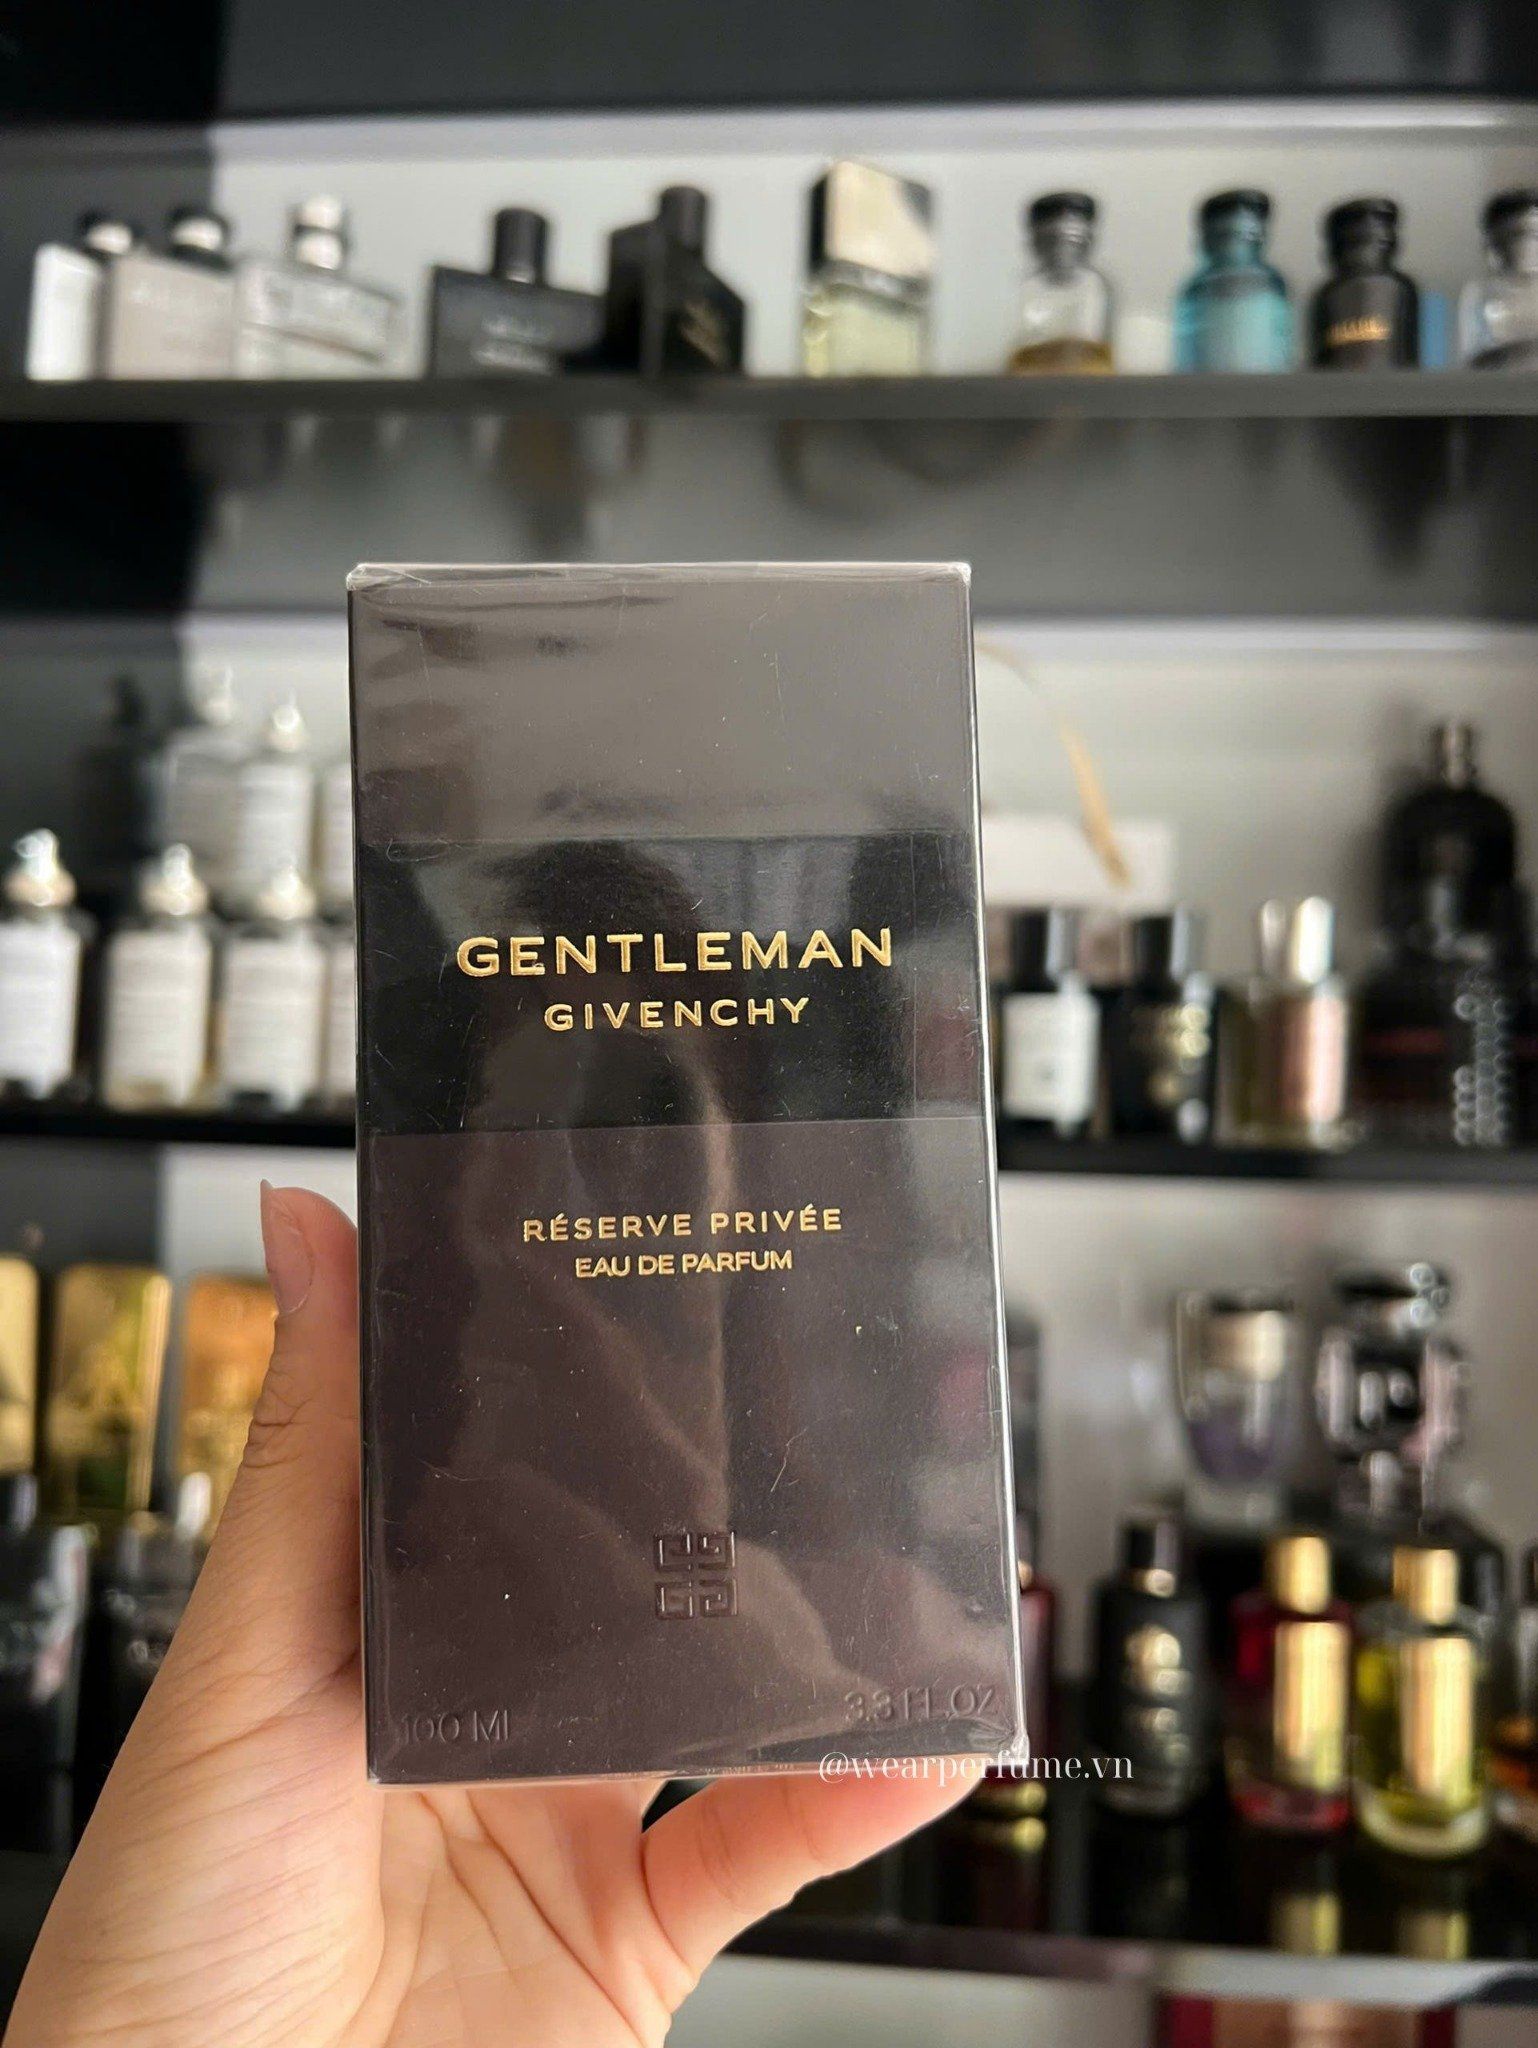 GENTLEMAN
GIVENCHY
RÉSERVE PRIVÉE
EAU DE PARFUM
100 Ml
3.3 FL.OZ
@wearperfume.vn